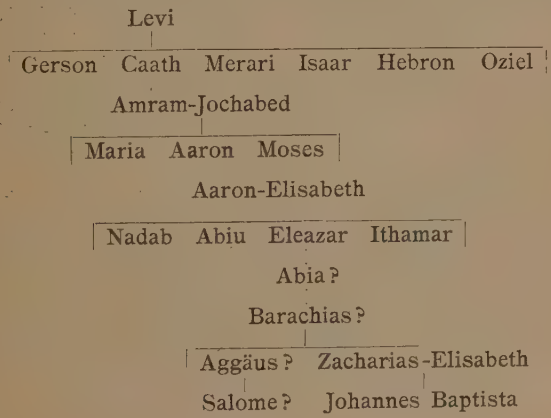 Levi
Gerson Caath Merari Isaar Hebron Oziel
Amram-Jochabed
Maria Aaron Moses
Aaron-Elisabeth
Nadab Abiu Eleazar Ithamar
Abia?
Barachias?
Aggäus? Zacharias-Elisabeth
Salome? Johannes Baptista